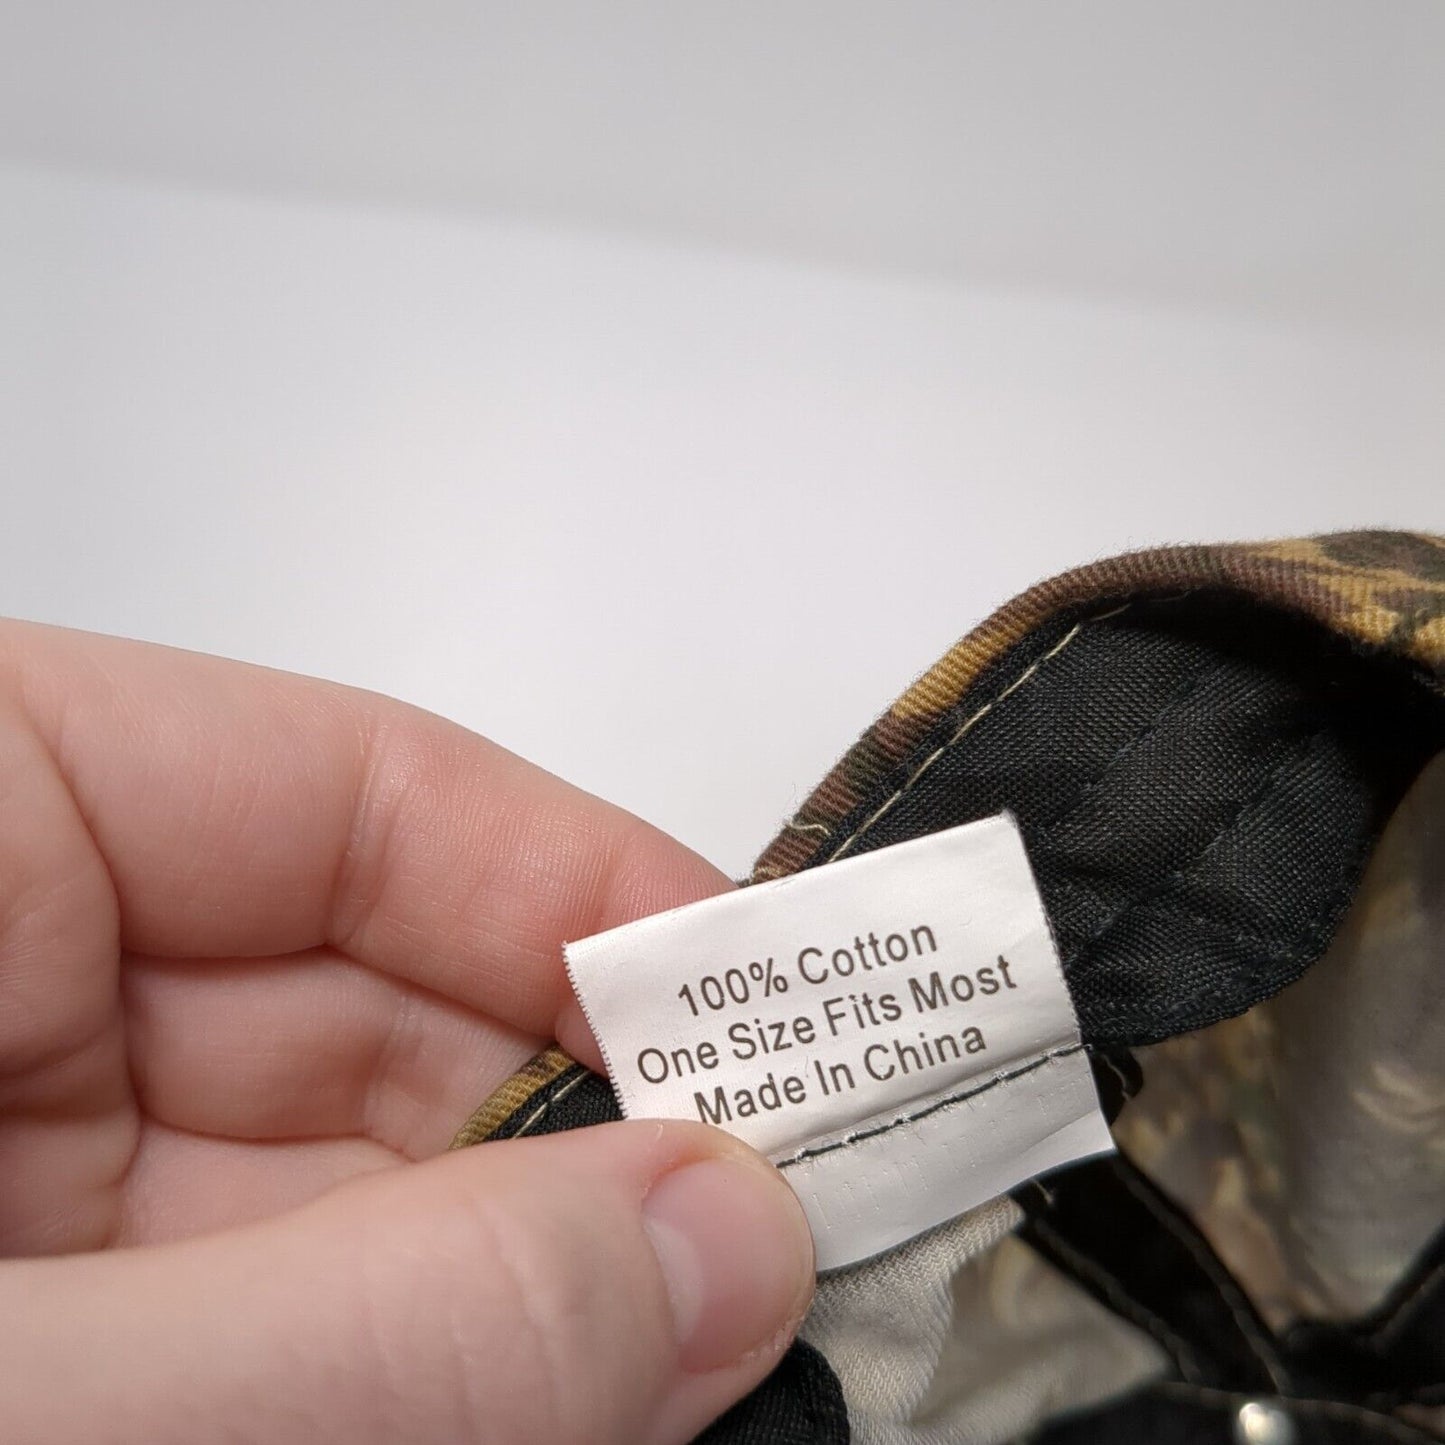 100% Cotton
One Size Fits Most
Made In China